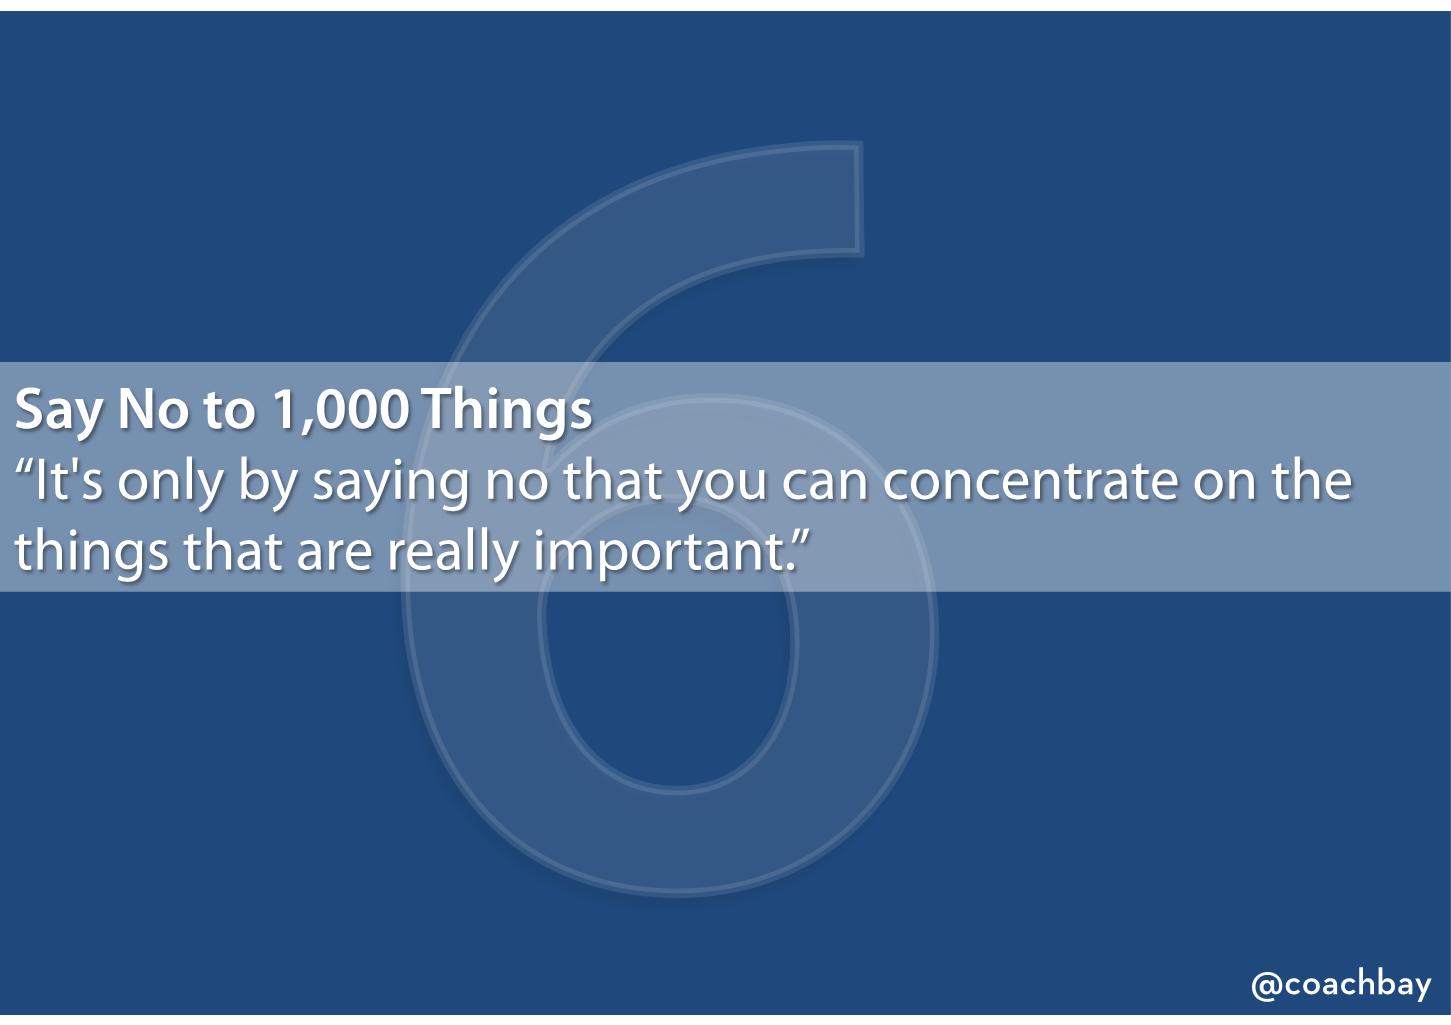 6
Say No to 1,000 Things
“It's only by saying no that you can concentrate on the
things that are really important.”
@coachbay